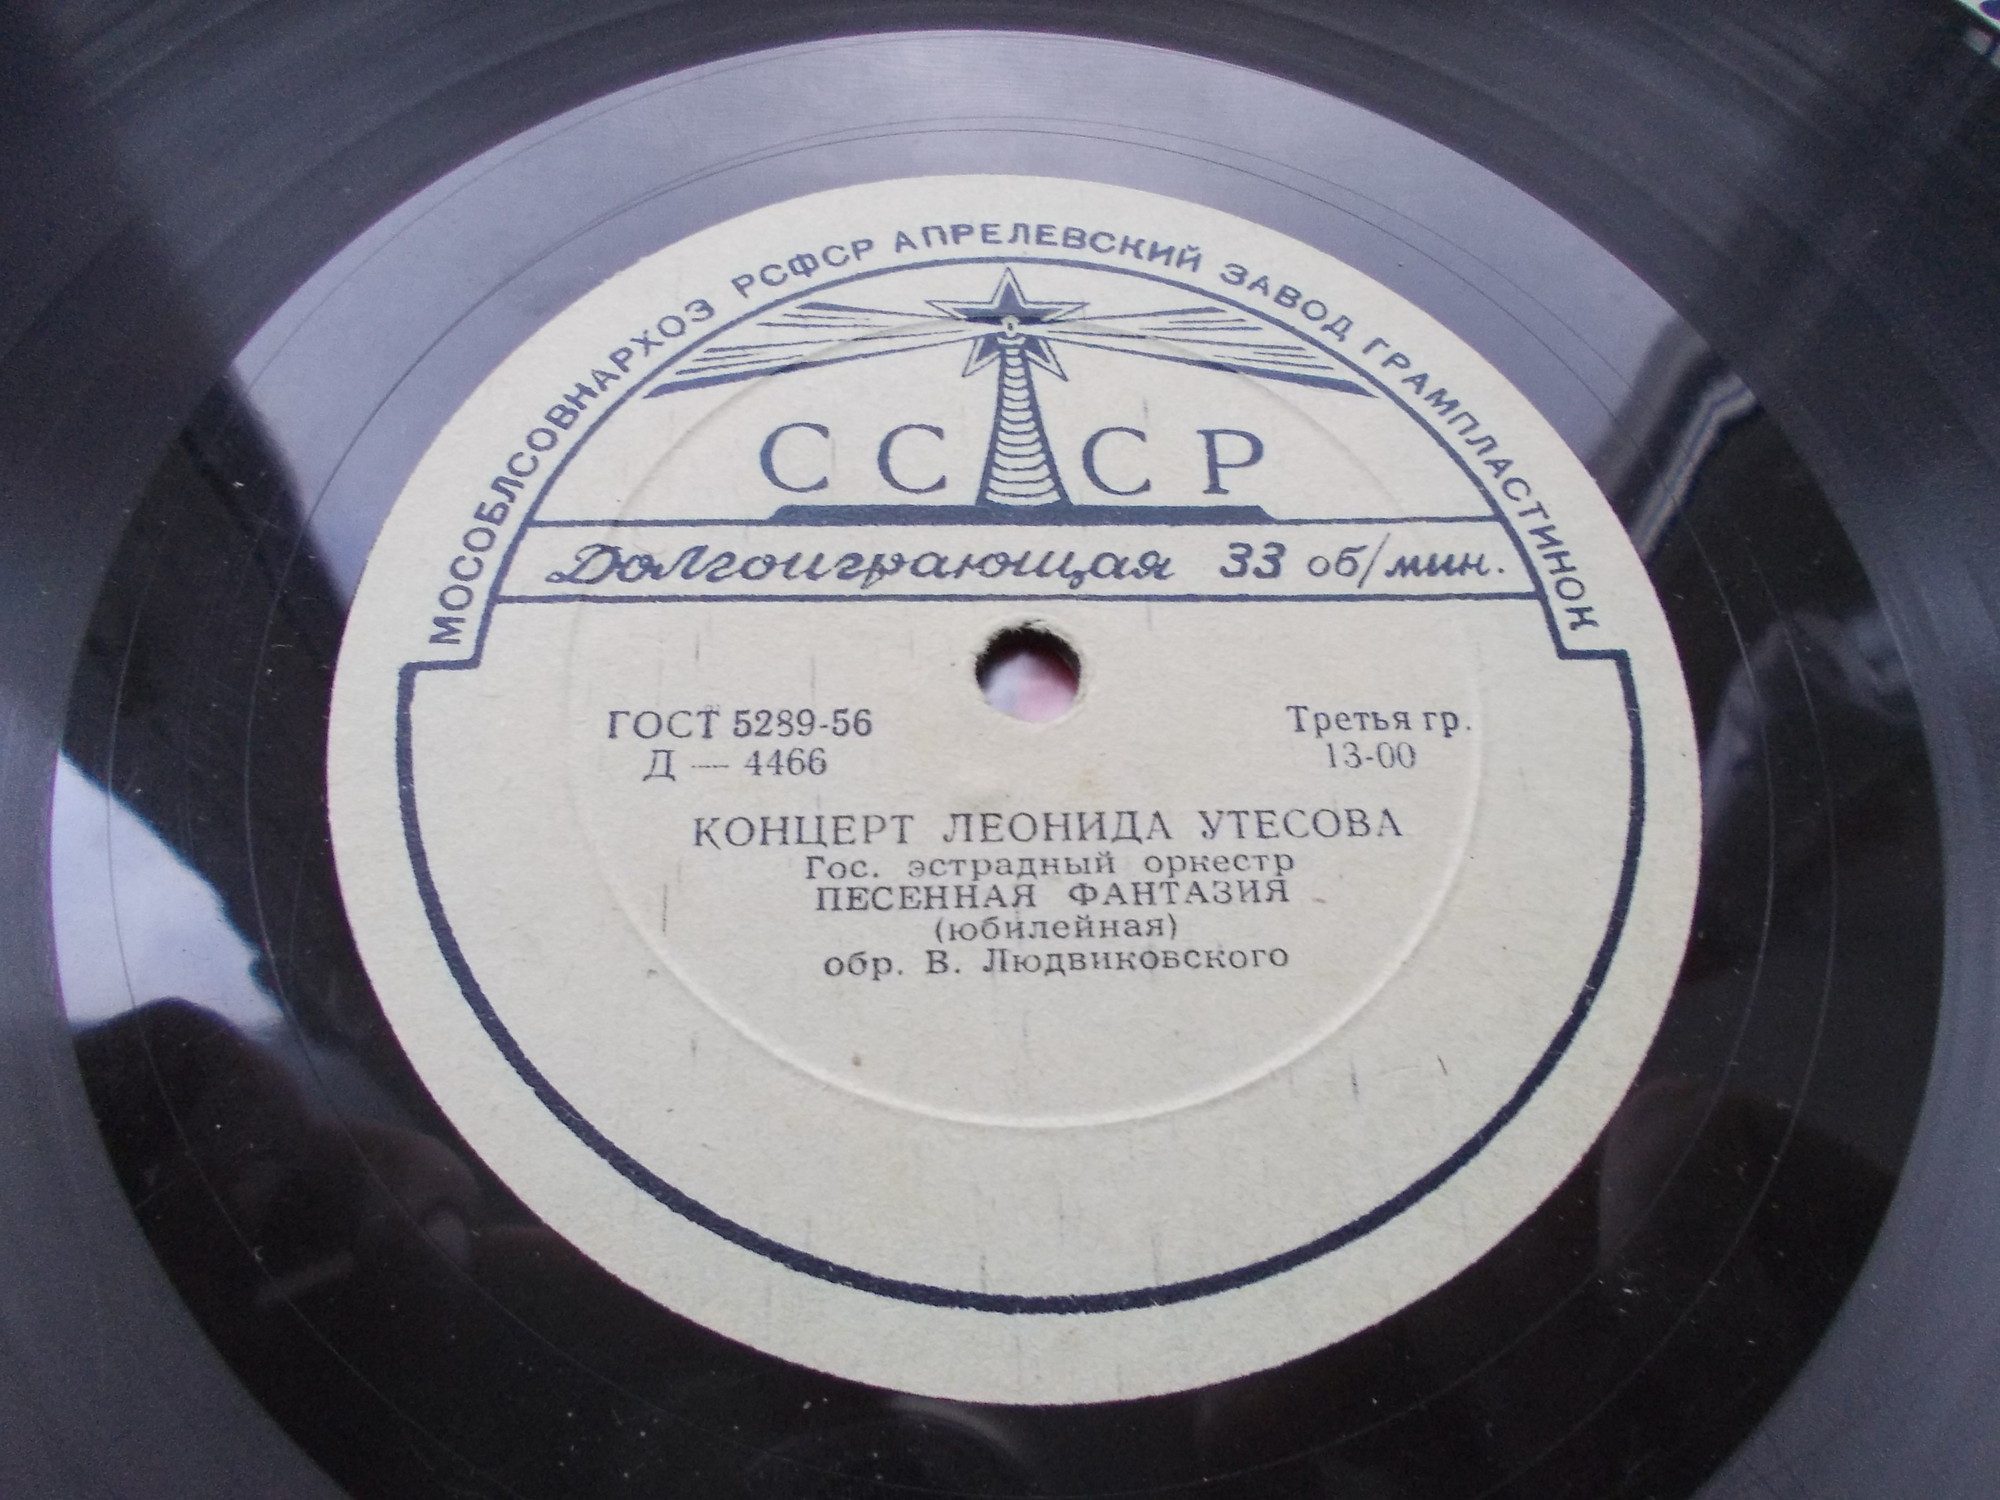 МОСОБЛСОВНАРХОЗ РСФСР АПРЕЛЕВСКИЙ ЗАВОД ГРАМПЛАСТИНОК
СССР
Долгоиграющая 33 об/мин.
ГОСТ 5289-56
Д — 4466
Третья гр.
13-00
КОНЦЕРТ ЛЕОНИДА УТЕСОВА
Гос. эстрадный оркестр
ПЕСЕННАЯ ФАНТАЗИЯ
(юбилейная)
обр. В. Людвиковского